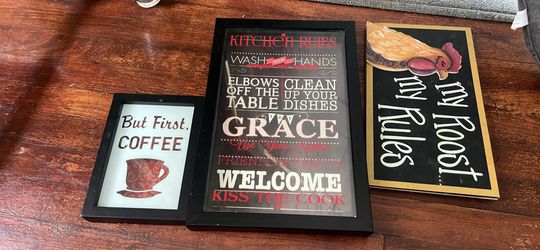 But First,
COFFEE
KITCHEN RULES
WASH YOUR HANDS
ELBOWS OFF THE TABLE
CLEAN UP YOUR DISHES
GRACE
WELCOME
KISS THE COOK
My Roost...
My Rules